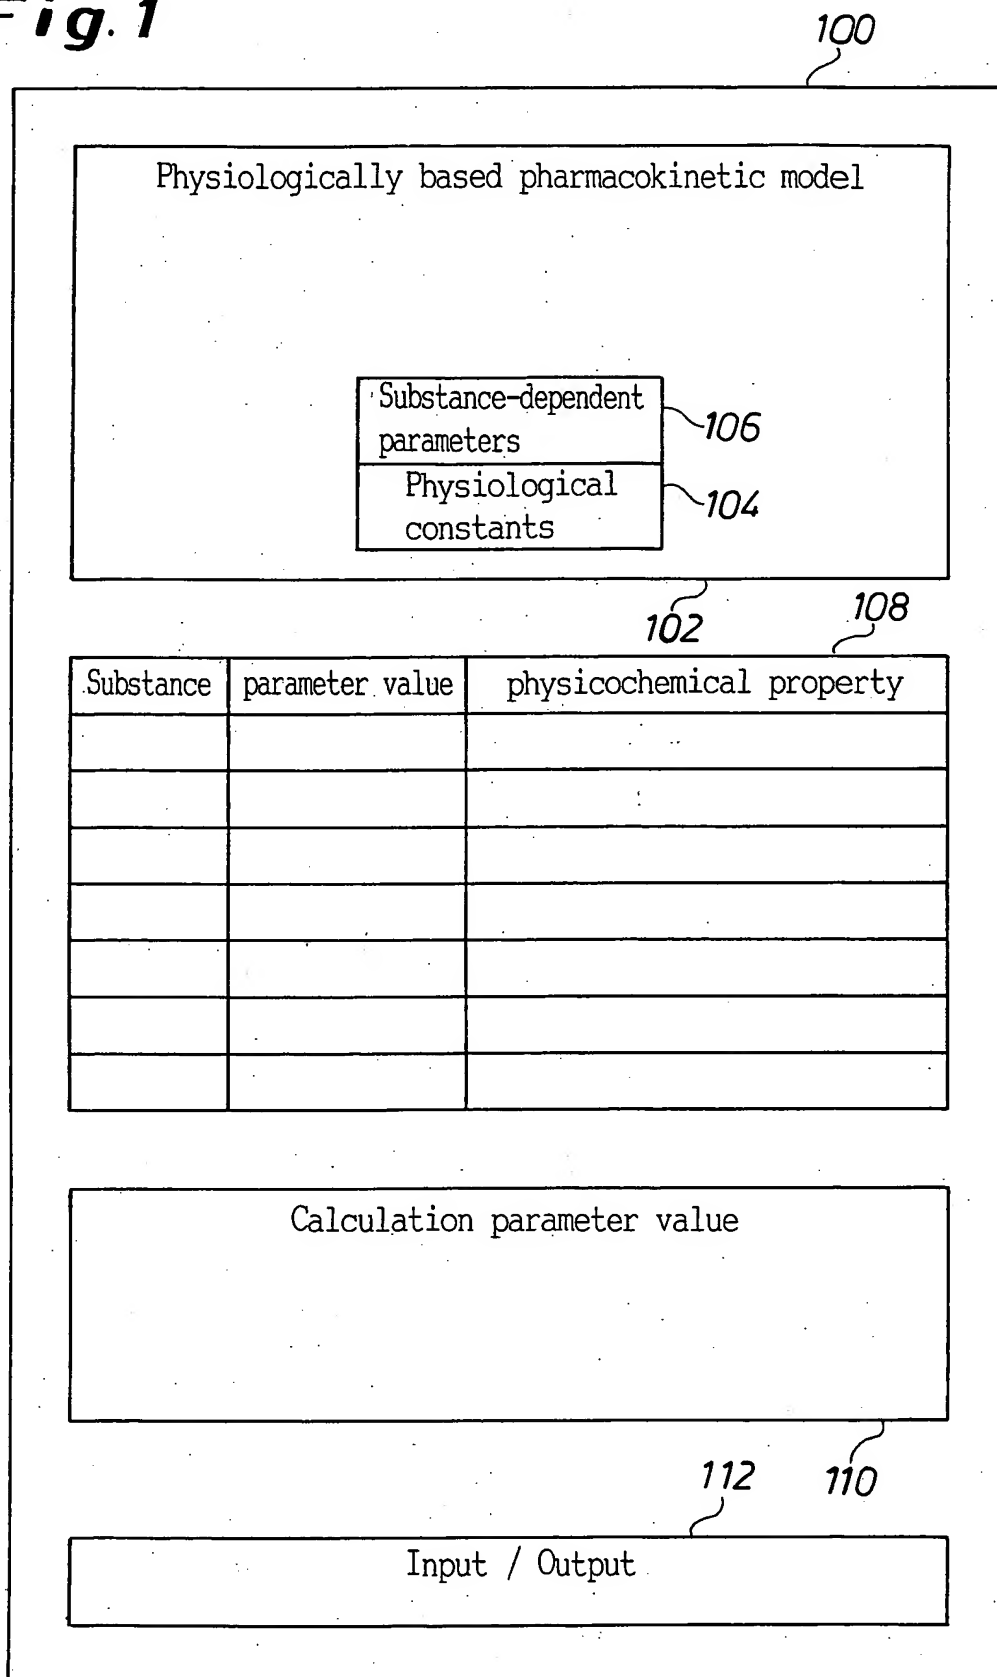 Fig. 1
100
Physiologically based pharmacokinetic model
Substance-dependent
parameters
106
Physiological
constants
104
102
108
Substance parameter value physicochemical property
Calculation parameter value
110
112
Input / Output